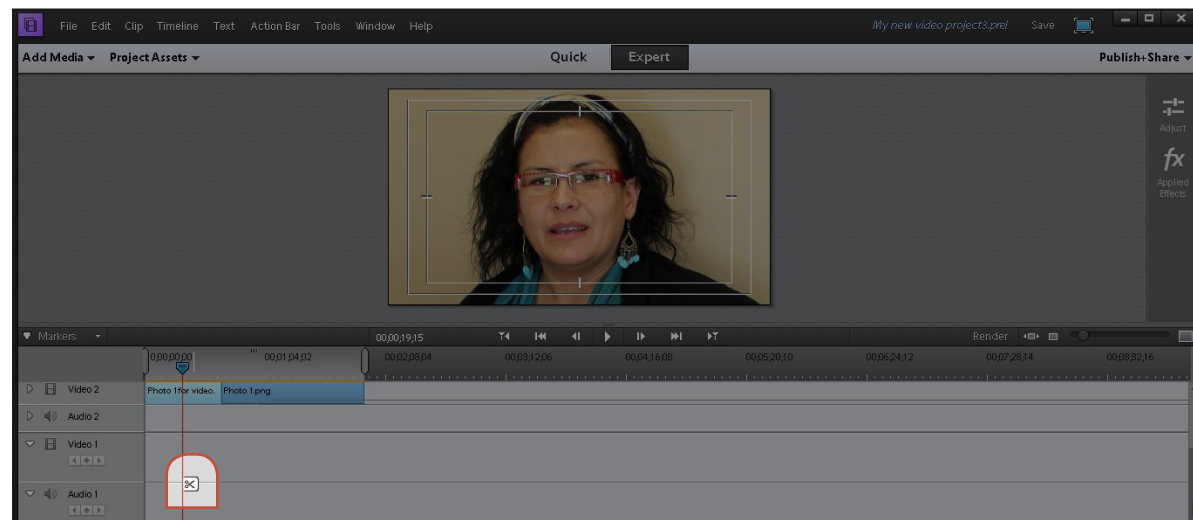 File Edit Clip Timeline Text Action Bar Tools Window Help My new video project3.prel Save
Add Media Project Assets Quick Expert Publish+Share
Adjust
fx
Applied
Effects
Markers 00;00;19;15 Render
0;00;00;00 00;01;04;02 00;02;08;04 00;03;12;06 00;04;16;08 00;05;20;10 00;06;24;12 00;07;28;14 00;08;32;16
Video 2 Photo 1for video. Photo 1.png
Audio 2
Video 1
Audio 1